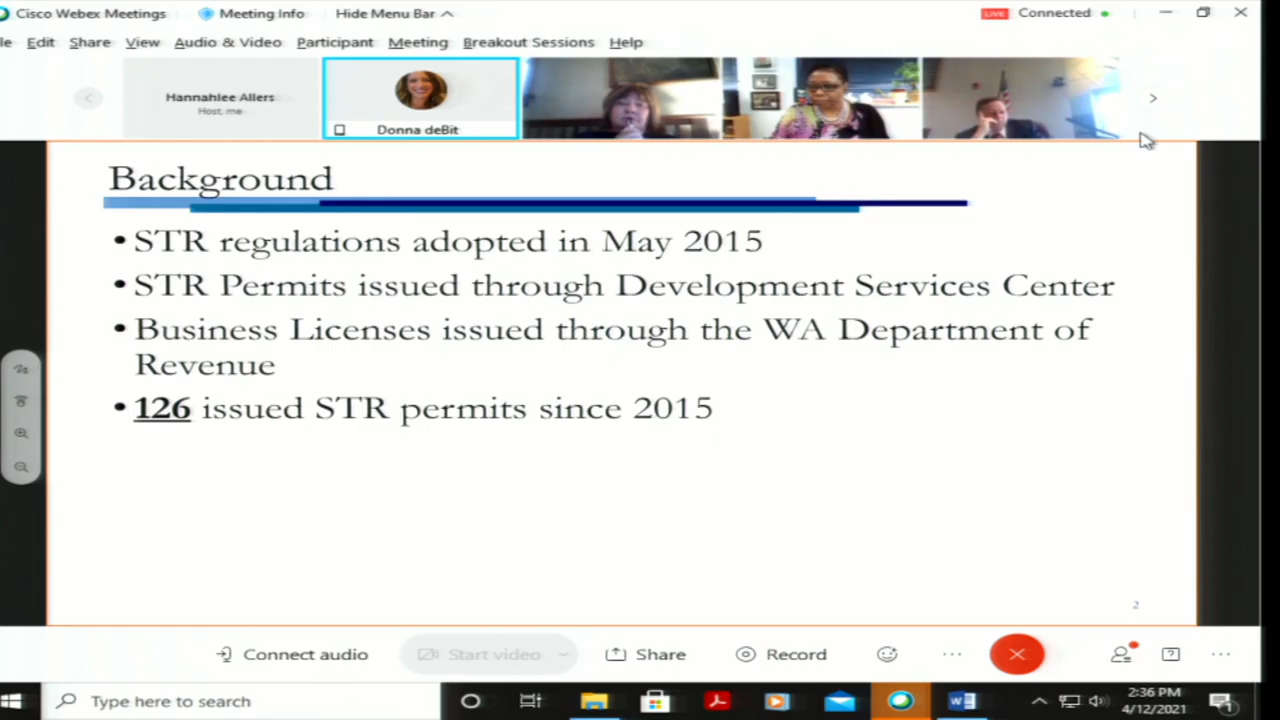 Cisco Webex Meetings
Meeting Info
Hide Menu Bar
LIVE
Connected
le Edit Share View Audio & Video Participant Meeting Breakout Sessions Help
Hannahlee Allers
Host, me
Donna deBit
Background
• STR regulations adopted in May 2015
• STR Permits issued through Development Services Center
• Business Licenses issued through the WA Department of
Revenue
• 126 issued STR permits since 2015
2
Connect audio
Start video
Share
Record
Type here to search
2:36 PM
4/12/2021
1